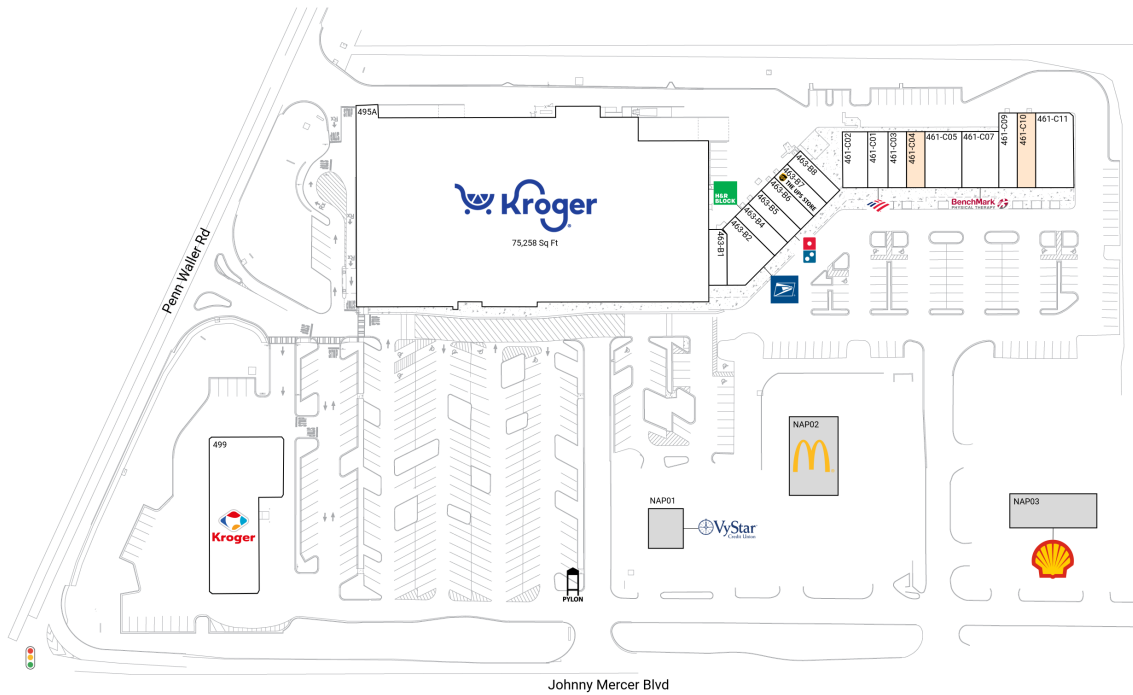 495A
Kroger
75,258 Sq Ft
Penn Waller Rd
H&R
BLOCK
463-B8
463-B7
THE UPS STORE
463-B6
463-B5
463-B4
463-B2
463-B1
461-C02
461-C01
461-C03
461-C04
461-C05
461-C07
461-C09
461-C10
461-C11
BenchMark
PHYSICAL THERAPY
499
Kroger
NAP02
NAP01
VyStar
Credit Union
NAP03
PYLON
Johnny Mercer Blvd